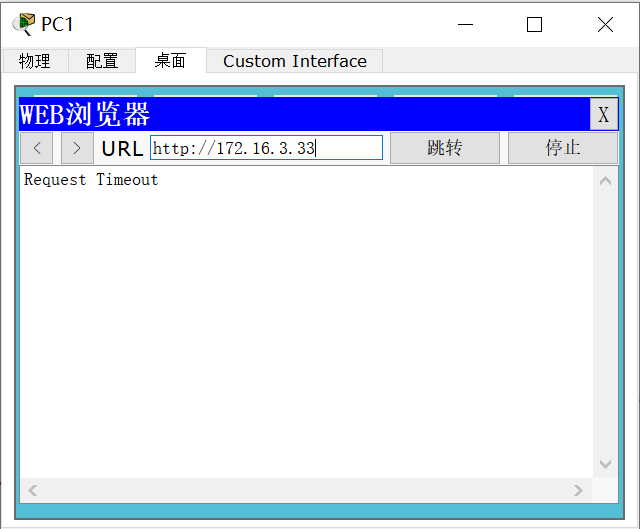 PC1
物理 配置 桌面 Custom Interface
WEB浏览器 X
< > URL http://172.16.3.33 跳转 停止
Request Timeout